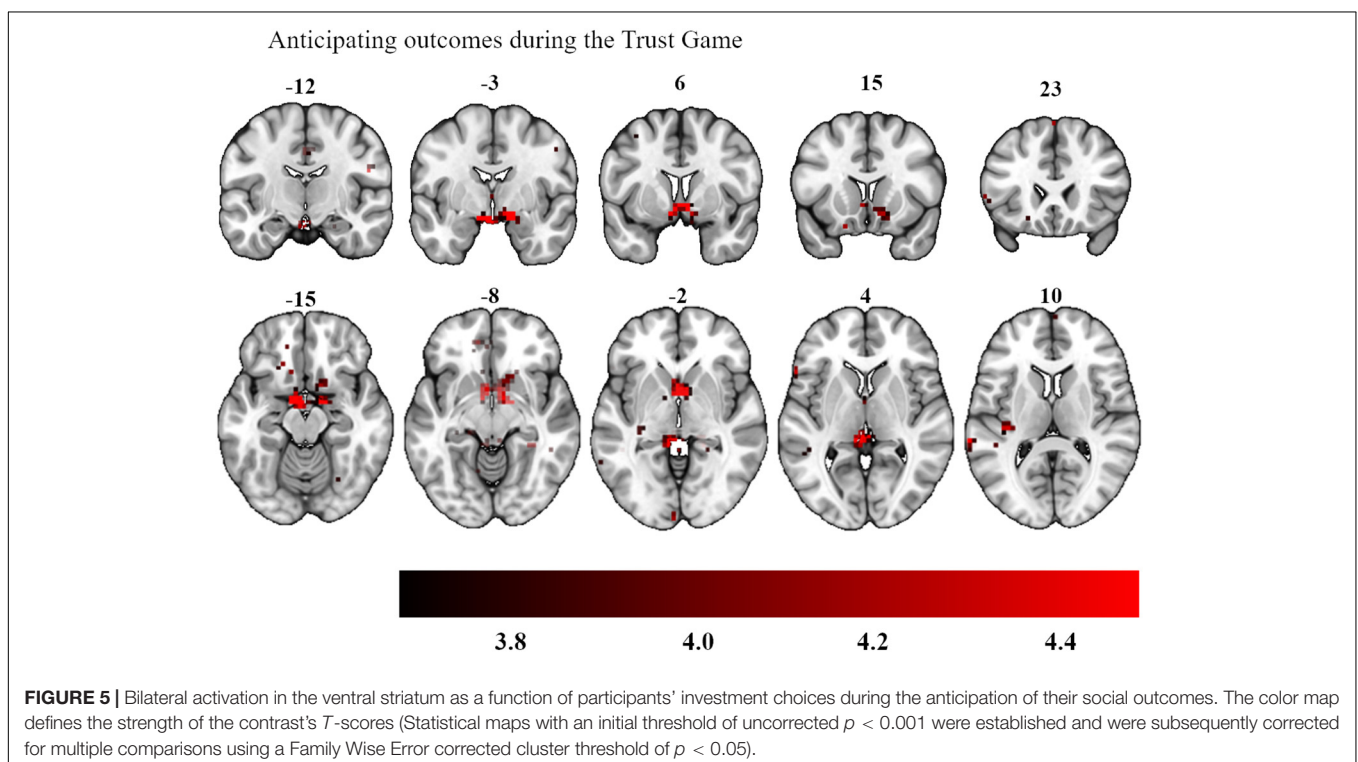 Anticipating outcomes during the Trust Game
-12 -3 6 15 23
-15 -8 -2 4 10
3.8 4.0 4.2 4.4
FIGURE 5 | Bilateral activation in the ventral striatum as a function of participants’ investment choices during the anticipation of their social outcomes. The color map
defines the strength of the contrast’s T-scores (Statistical maps with an initial threshold of uncorrected p < 0.001 were established and were subsequently corrected
for multiple comparisons using a Family Wise Error corrected cluster threshold of p < 0.05).